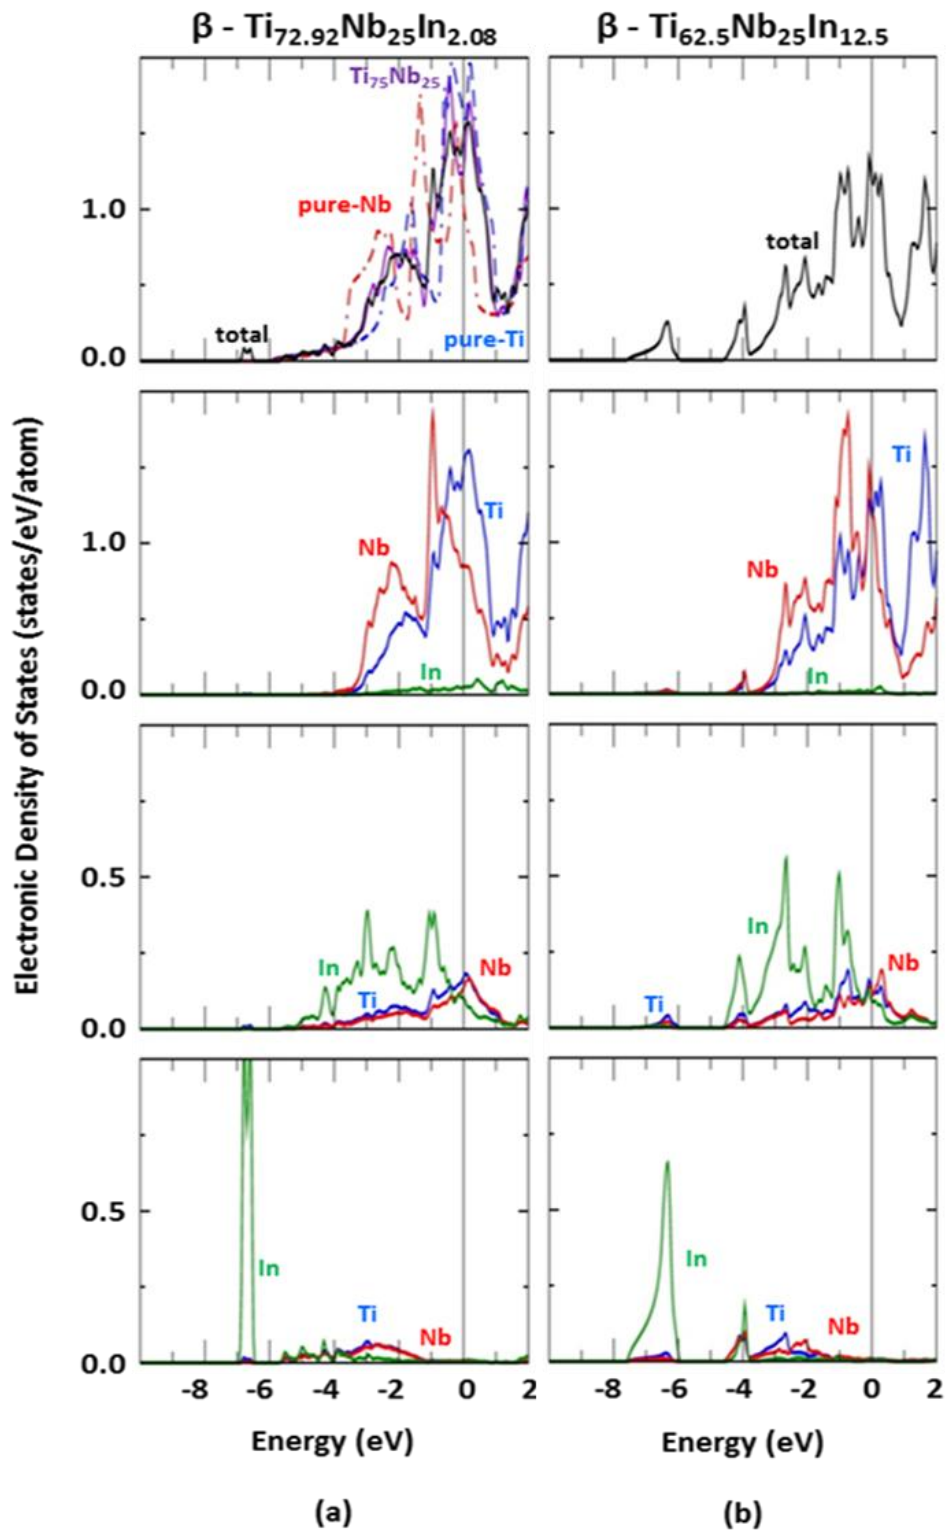 β - Ti72.92Nb25In2.08
β - Ti62.5Nb25In12.5
Electronic Density of States (states/eV/atom)
Ti75Nb25
pure-Nb
1.0
total
pure-Ti
0.0
total
Nb
Ti
1.0
In
0.0
Ti
Nb
In
0.5
In
Ti
Nb
0.0
In
Ti
Nb
0.5
In
Ti
Nb
0.0
In
Ti
Nb
-8 -6 -4 -2 0 2
-8 -6 -4 -2 0 2
Energy (eV)
Energy (eV)
(a)
(b)